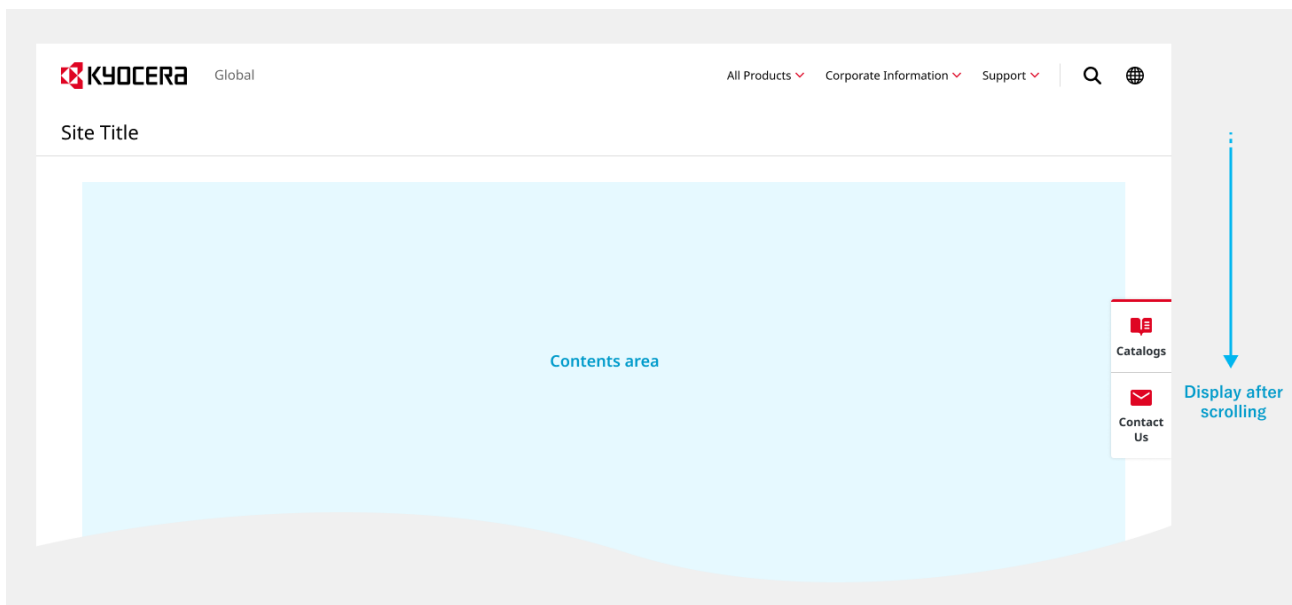 KYOCERA Global All Products Corporate Information Support
Site Title
Contents area
Catalogs
Contact
Us
Display after
scrolling